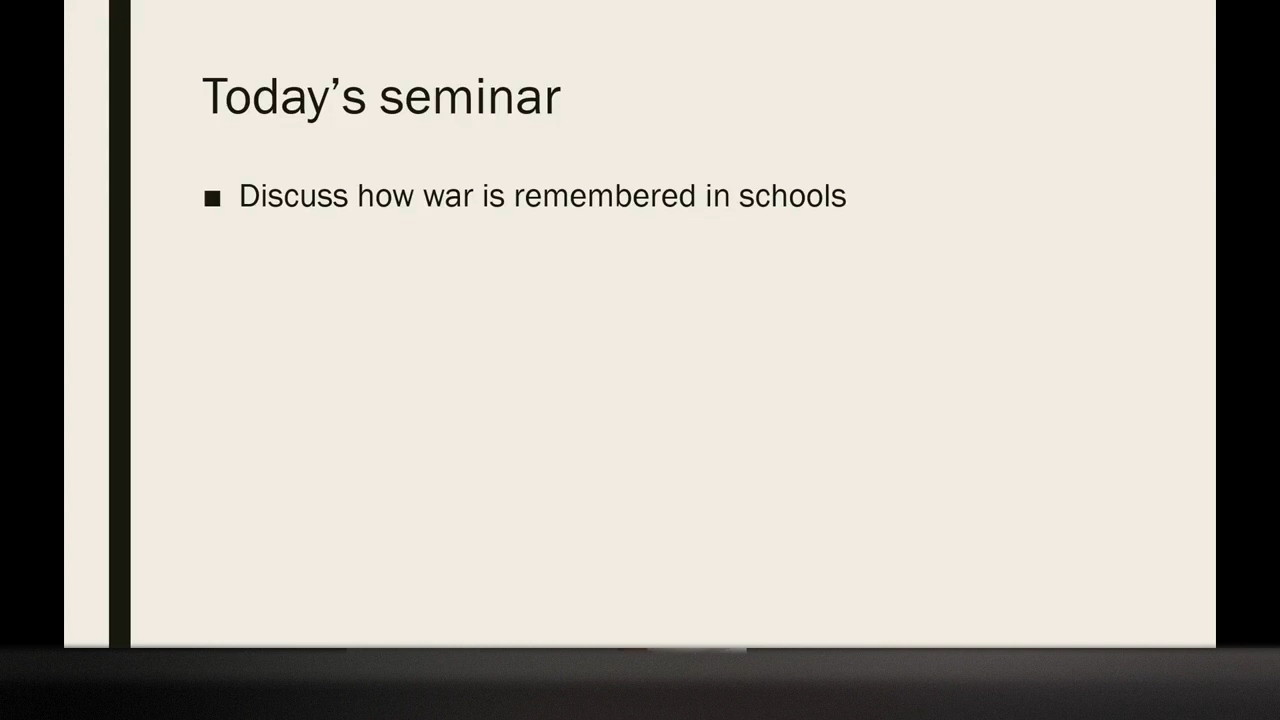 Today’s seminar
■ Discuss how war is remembered in schools